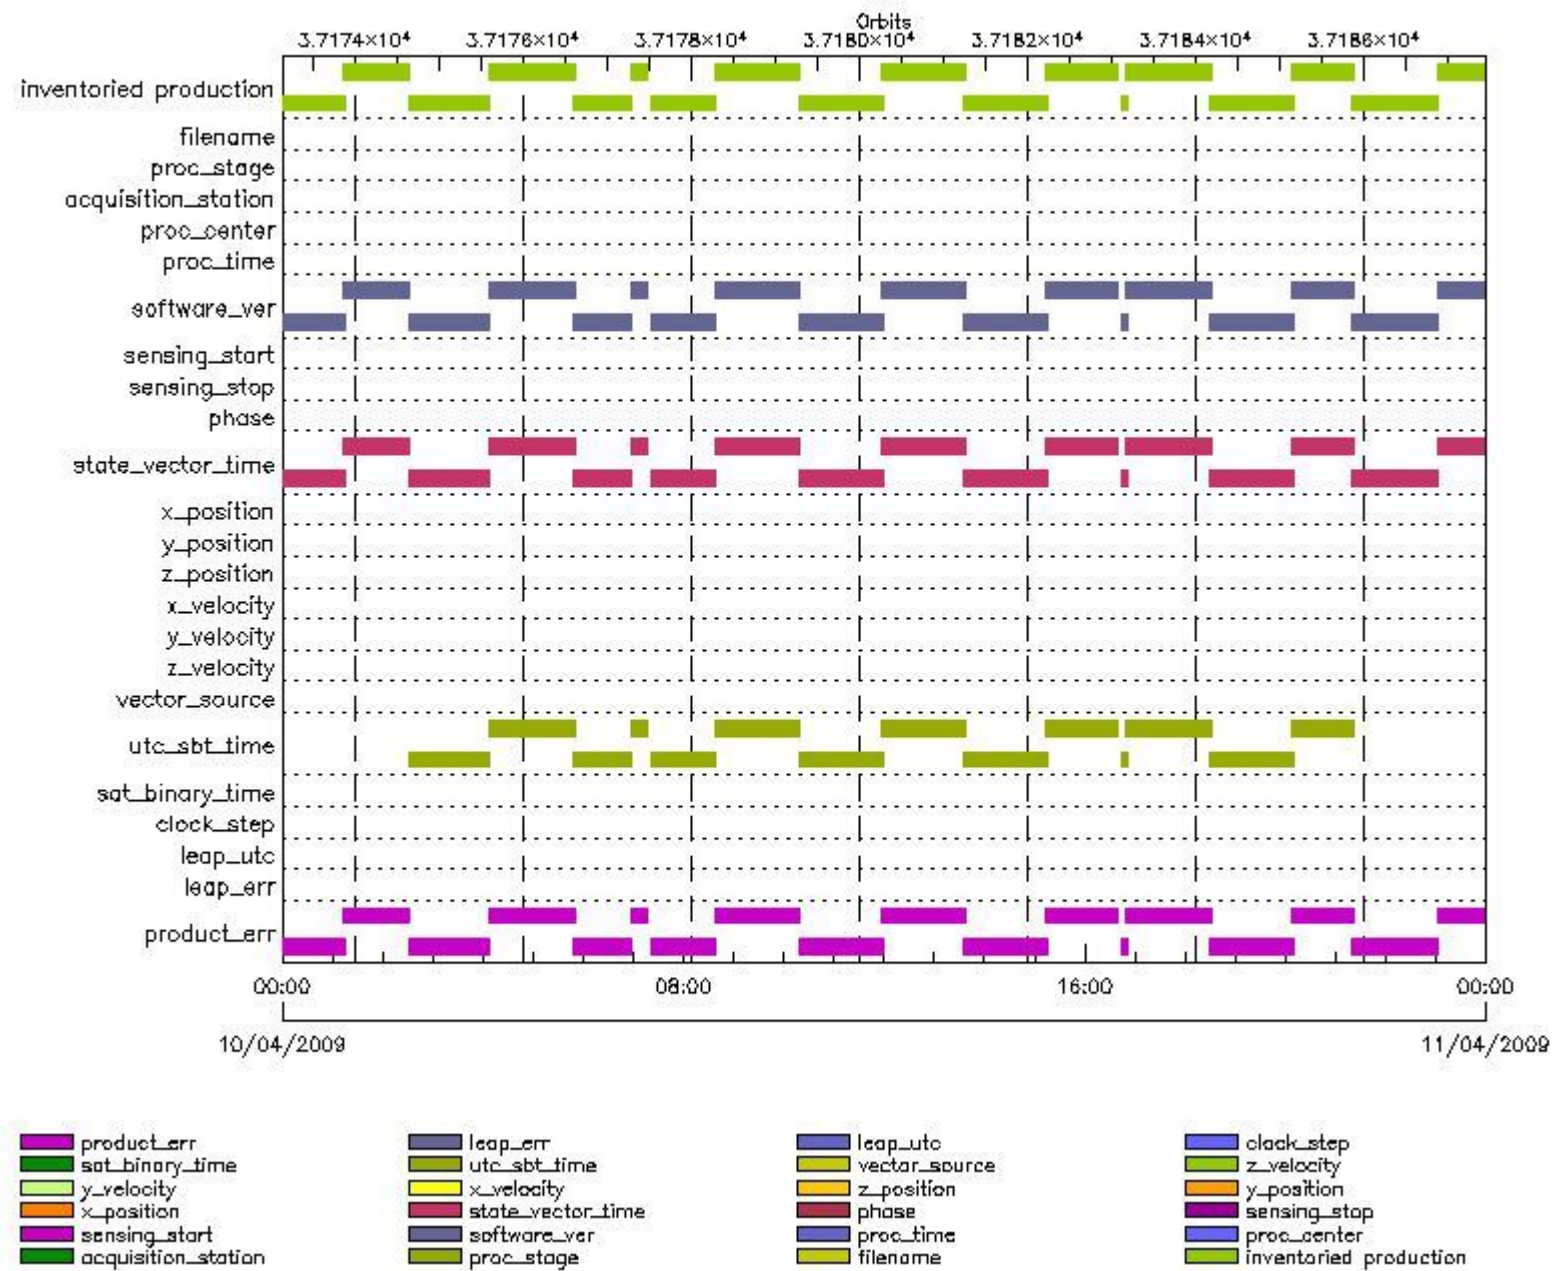 Orbits
3.7174×10⁴ 3.7176×10⁴ 3.7178×10⁴ 3.7180×10⁴ 3.7182×10⁴ 3.7184×10⁴ 3.7186×10⁴
inventoried production
filename
proc_stage
acquisition_station
proc_center
proc_time
software_ver
sensing_start
sensing_stop
phase
state_vector_time
x_position
y_position
z_position
x_velocity
y_velocity
z_velocity
vector_source
utc_sbt_time
sat_binary_time
clock_step
leap_utc
leap_err
product_err
00:00 08:00 16:00 00:00
10/04/2009 11/04/2009
product_err leap_err leap_utc clock_step
sat_binary_time utc_sbt_time vector_source z_velocity
y_velocity x_velocity z_position y_position
x_position state_vector_time phase sensing_stop
sensing_start software_ver proc_time proc_center
acquisition_station proc_stage filename inventoried production